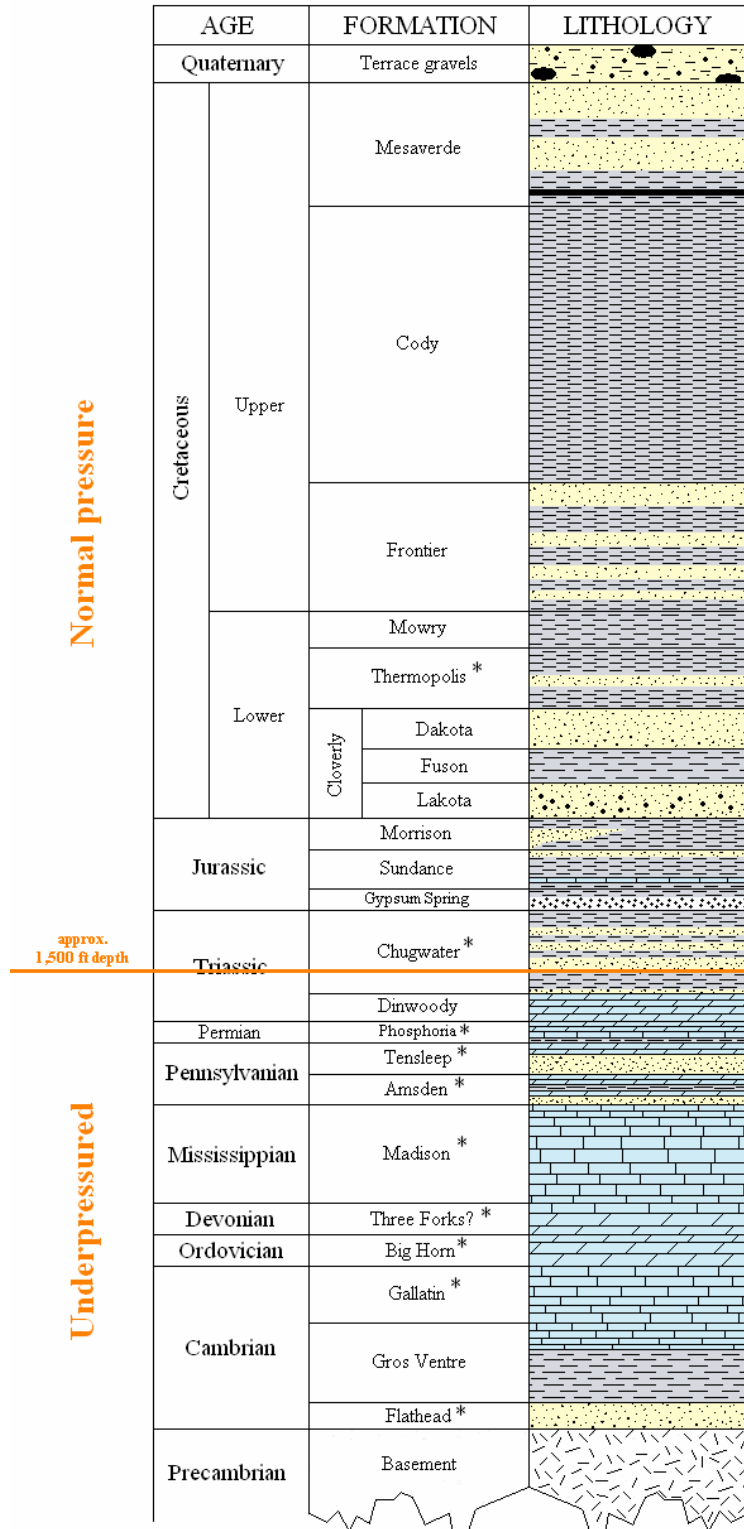 AGE FORMATION LITHOLOGY
Quaternary Terrace gravels
Mesaverde
Cody
Upper
Cretaceous
Normal pressure
Frontier
Mowry
Thermopolis *
Lower
Cloverly
Dakota
Fuson
Lakota
Morrison
Jurassic
Sundance
Gypsum Spring
approx.
1,500 ft depth
Triassic
Chugwater *
Dinwoody
Permian Phosphoria *
Pennsylvanian
Tensleep *
Amsden *
Underpressured
Mississippian Madison *
Devonian Three Forks? *
Ordovician Big Horn *
Cambrian
Gallatin *
Gros Ventre
Flathead *
Precambrian Basement